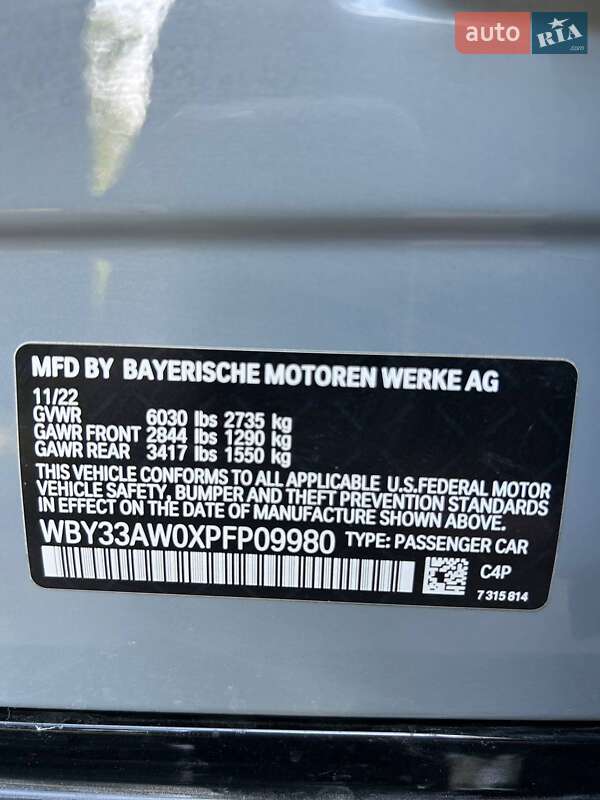 auto RIA .com
MFD BY BAYERISCHE MOTOREN WERKE AG
11/22
GVWR 6030 lbs 2735 kg
GAWR FRONT 2844 lbs 1290 kg
GAWR REAR 3417 lbs 1550 kg
THIS VEHICLE CONFORMS TO ALL APPLICABLE U.S.FEDERAL MOTOR
VEHICLE SAFETY, BUMPER AND THEFT PREVENTION STANDARDS
IN EFFECT ON THE DATE OF MANUFACTURE SHOWN ABOVE.
WBY33AW0XPFP09980 TYPE: PASSENGER CAR
C4P
7 315 814